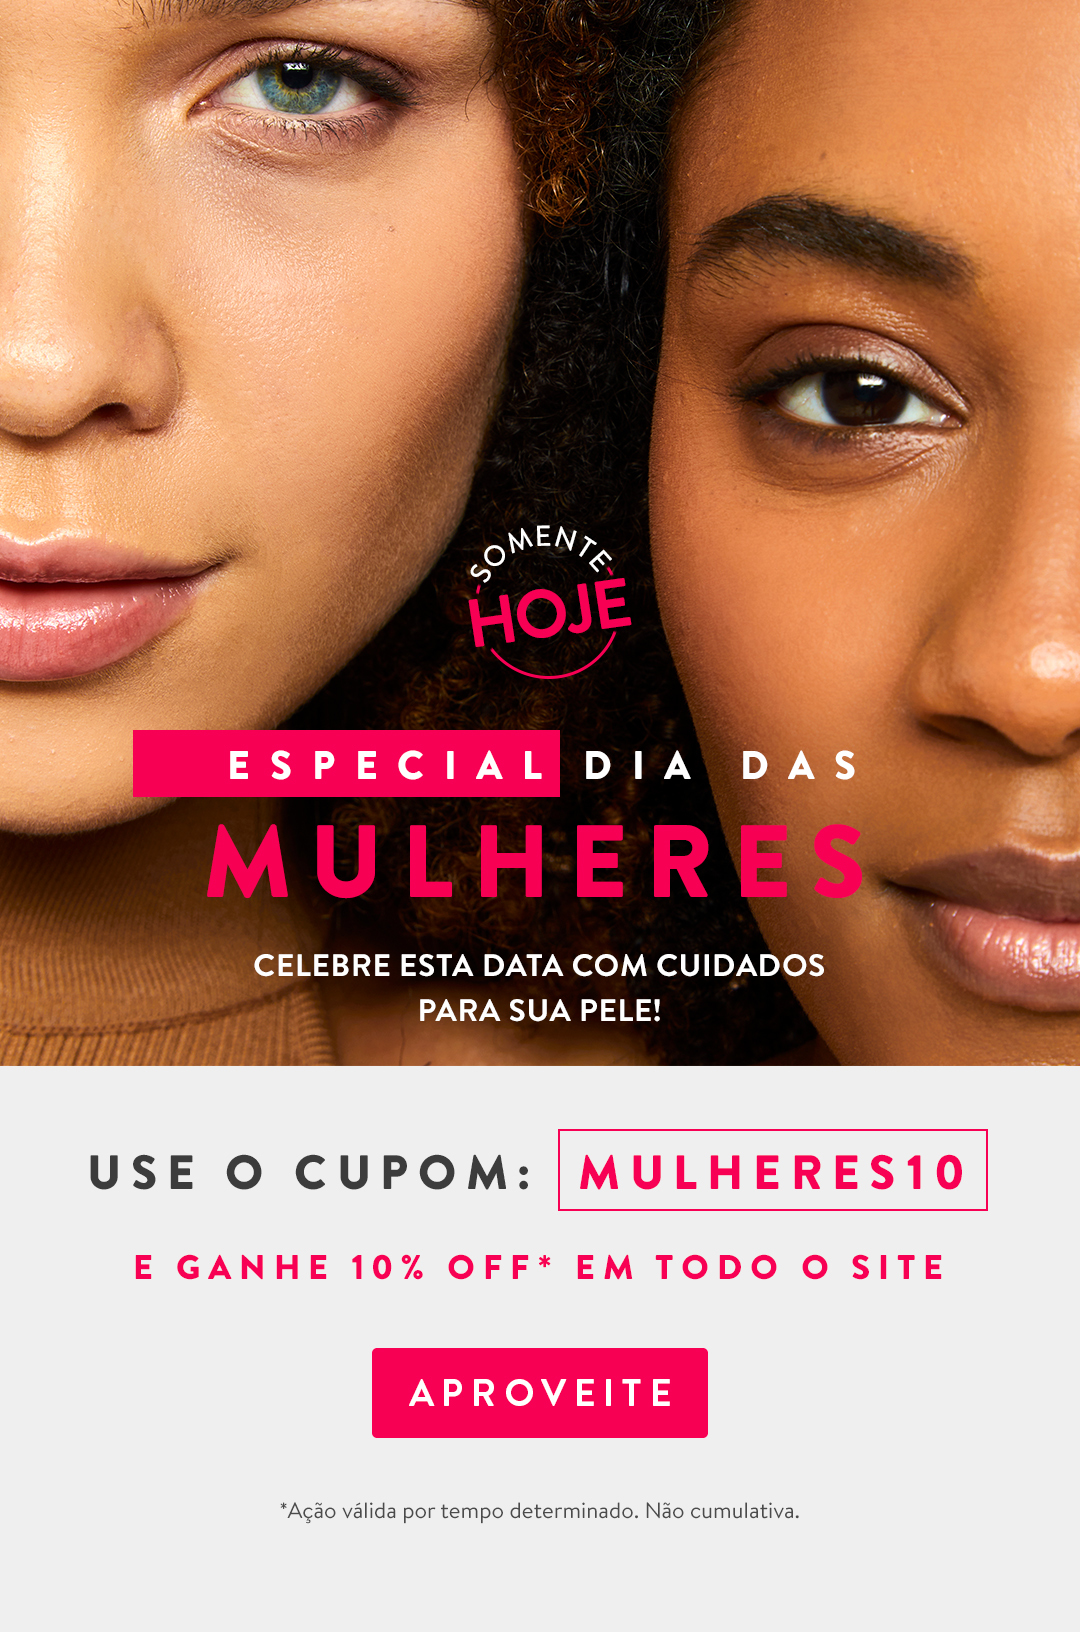 SOMENTE
HOJE
ESPECIAL DIA DAS
MULHERES
CELEBRE ESTA DATA COM CUIDADOS
PARA SUA PELE!
USE O CUPOM: MULHERES10
E GANHE 10% OFF* EM TODO O SITE
APROVEITE
*Ação válida por tempo determinado. Não cumulativa.